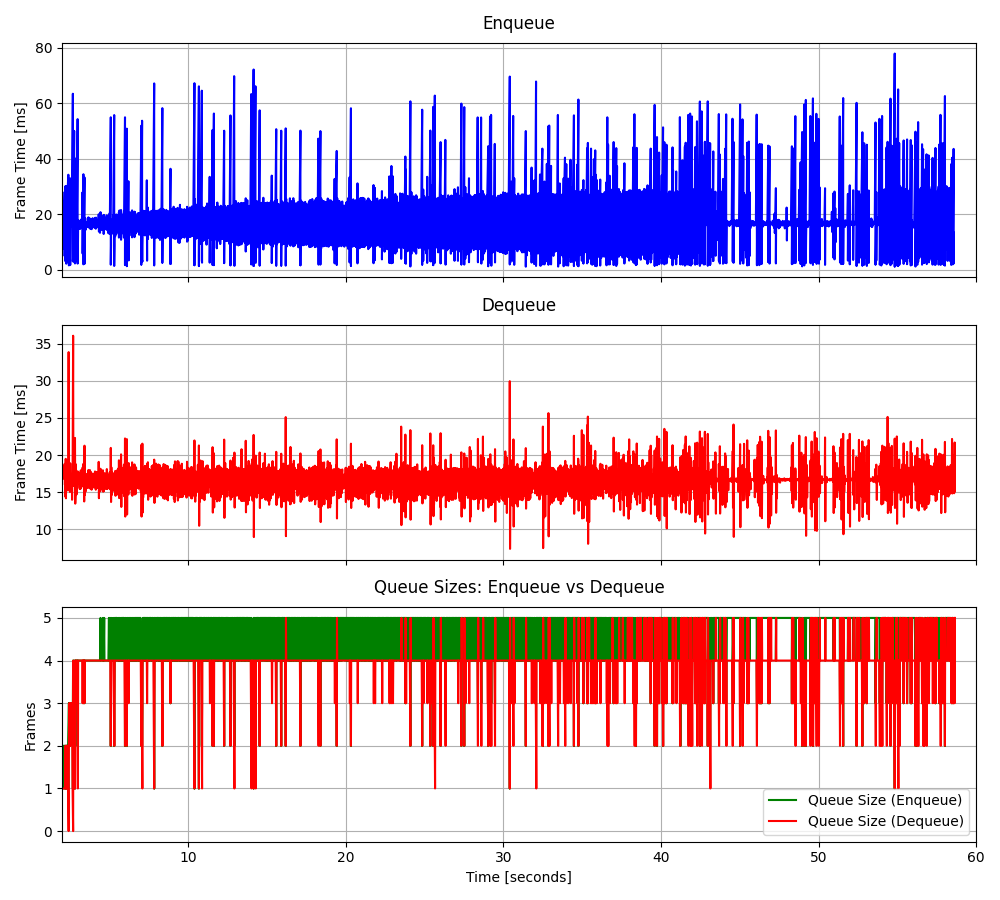 Enqueue
80
60
40
20
0
Frame Time [ms]
Dequeue
35
30
25
20
15
10
Frame Time [ms]
Queue Sizes: Enqueue vs Dequeue
5
4
3
2
1
0
Frames
Queue Size (Enqueue)
Queue Size (Dequeue)
10 20 30 40 50 60
Time [seconds]